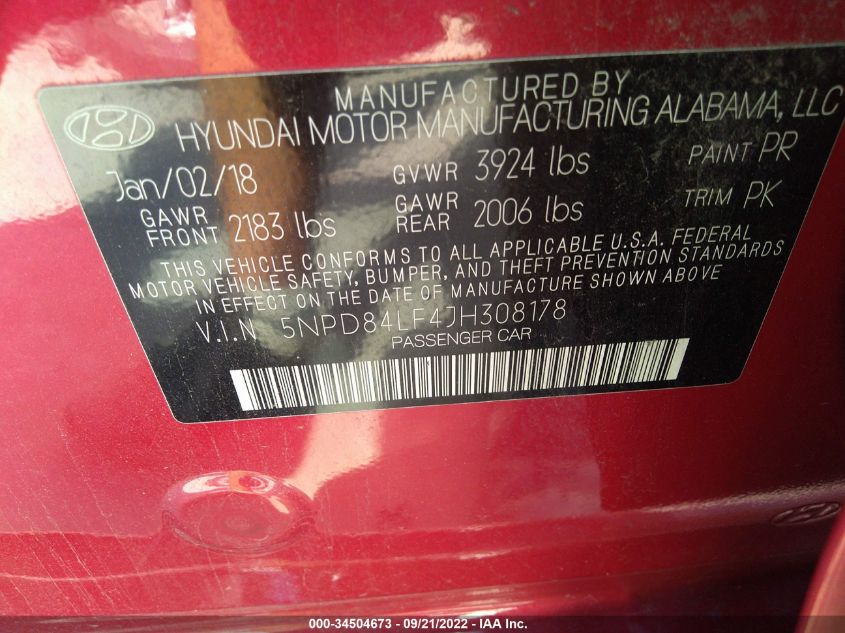 MANUFACTURED BY
HYUNDAI MOTOR MANUFACTURING ALABAMA, LLC
Jan/02/18 GVWR 3924 lbs PAINT PR
GAWR FRONT 2183 lbs GAWR REAR 2006 lbs TRIM PK
THIS VEHICLE CONFORMS TO ALL APPLICABLE U.S.A. FEDERAL
MOTOR VEHICLE SAFETY, BUMPER, AND THEFT PREVENTION STANDARDS
IN EFFECT ON THE DATE OF MANUFACTURE SHOWN ABOVE
V.I.N 5NPD84LF4JH308178
PASSENGER CAR
000-34504673 - 09/21/2022 - IAA Inc.